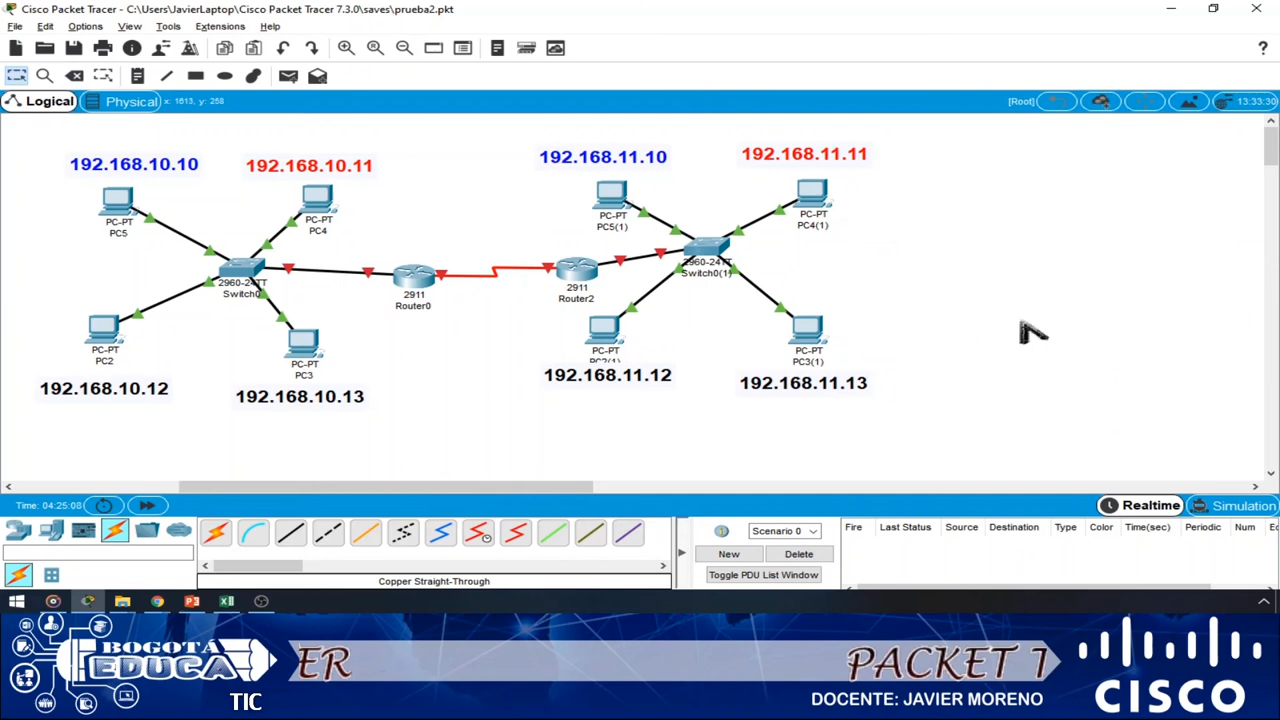 Cisco Packet Tracer - C:\Users\JavierLaptop\Cisco Packet Tracer 7.3.0\saves\prueba2.pkt
File Edit Options View Tools Extensions Help
Logical Physical x: 1613, y: 258 [Root] 13:33:30
192.168.10.10 192.168.10.11 192.168.11.10 192.168.11.11
PC-PT
PC5
PC-PT
PC4
PC-PT
PC5(1)
PC-PT
PC4(1)
2960-24TT
Switch0
2911
Router0
2911
Router2
2960-24TT
Switch0(1)
PC-PT
PC2
PC-PT
PC3
PC-PT
PC2(1)
PC-PT
PC3(1)
192.168.10.12 192.168.10.13 192.168.11.12 192.168.11.13
Time: 04:25:08 Realtime Simulation
Scenario 0
New Delete
Toggle PDU List Window
Fire Last Status Source Destination Type Color Time(sec) Periodic Num
Copper Straight-Through
BOGOTÁ
EDUCA
TIC
ER PACKET T
DOCENTE: JAVIER MORENO
CISCO